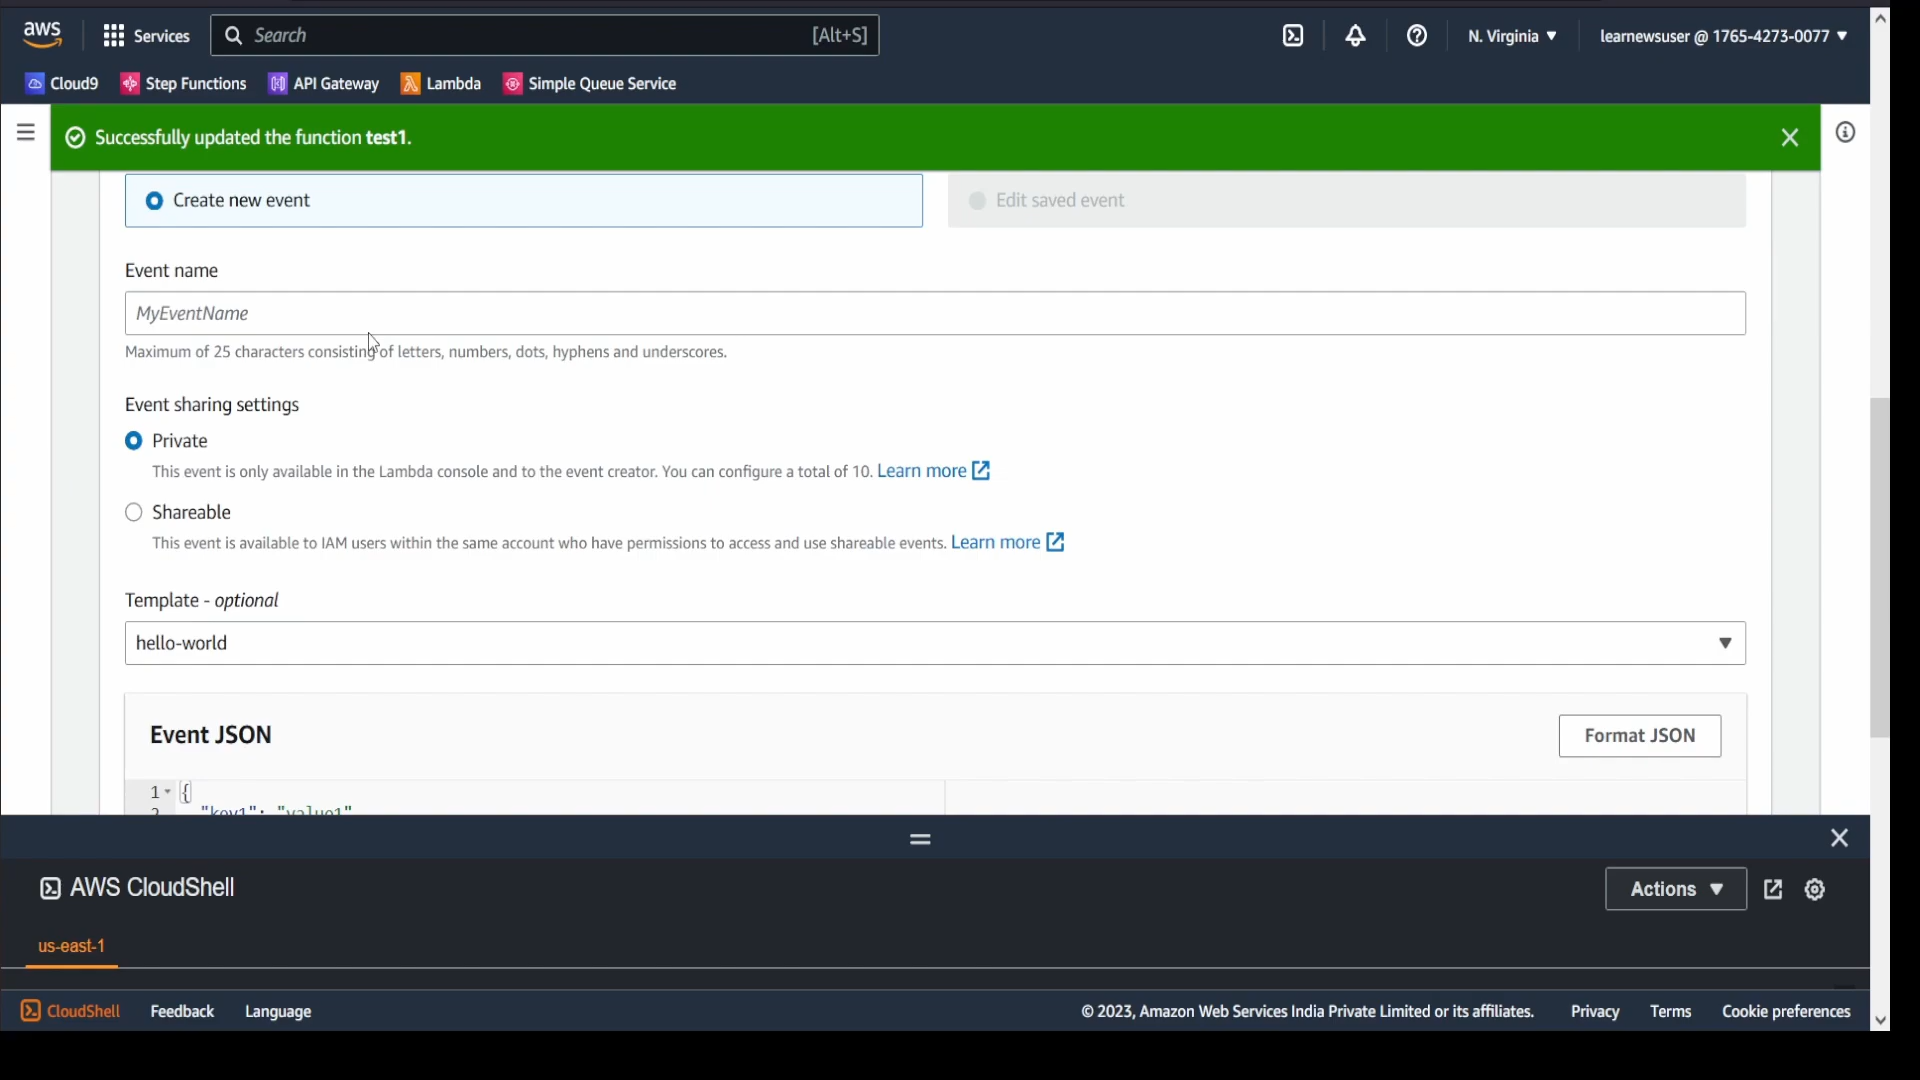 aws
Services
Search
[Alt+S]
N. Virginia
learnewsuser @ 1765-4273-0077
Cloud9
Step Functions
API Gateway
Lambda
Simple Queue Service
Successfully updated the function test1.
Create new event
Edit saved event
Event name
MyEventName
Maximum of 25 characters consisting of letters, numbers, dots, hyphens and underscores.
Event sharing settings
Private
This event is only available in the Lambda console and to the event creator. You can configure a total of 10. Learn more
Shareable
This event is available to IAM users within the same account who have permissions to access and use shareable events. Learn more
Template - optional
hello-world
Event JSON
Format JSON
1 {
2 "key1": "value1"
AWS CloudShell
Actions
us-east-1
CloudShell
Feedback
Language
© 2023, Amazon Web Services India Private Limited or its affiliates.
Privacy
Terms
Cookie preferences